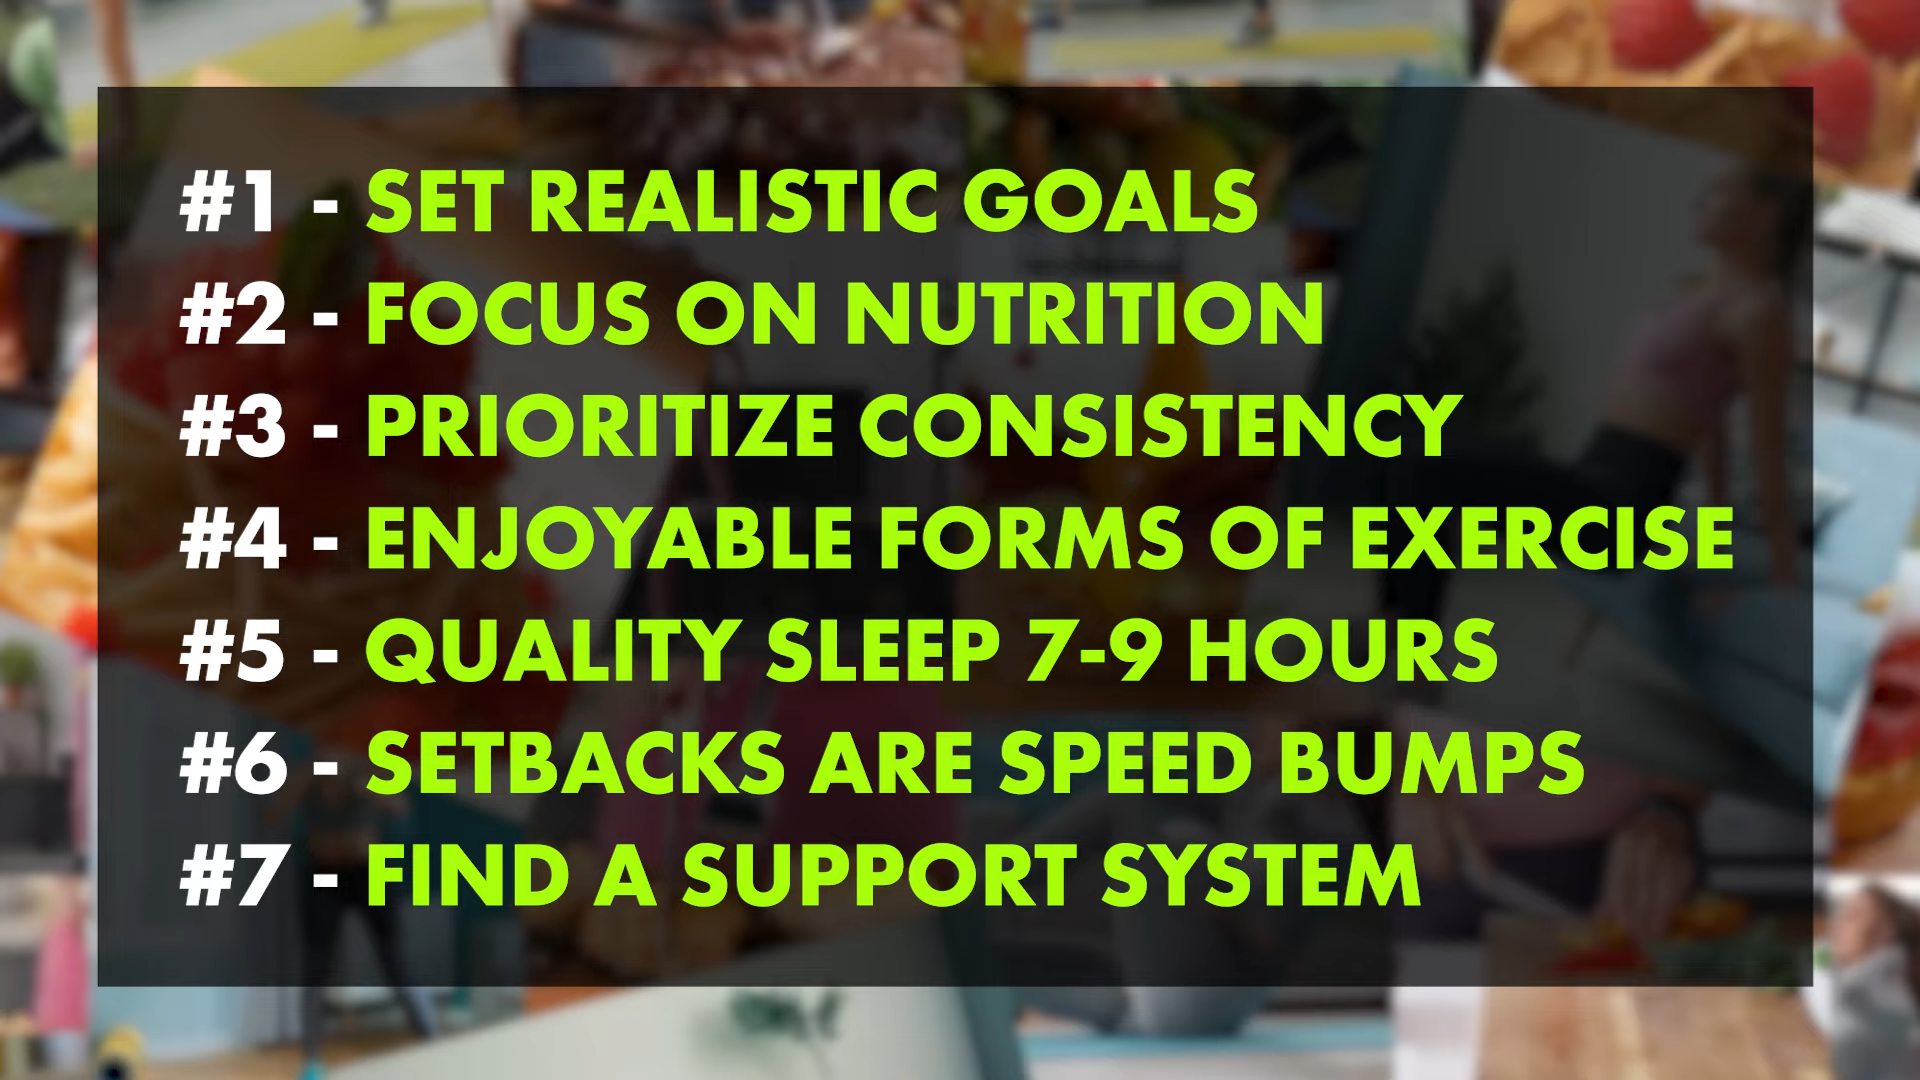 #1 - SET REALISTIC GOALS
#2 - FOCUS ON NUTRITION
#3 - PRIORITIZE CONSISTENCY
#4 - ENJOYABLE FORMS OF EXERCISE
#5 - QUALITY SLEEP 7-9 HOURS
#6 - SETBACKS ARE SPEED BUMPS
#7 - FIND A SUPPORT SYSTEM